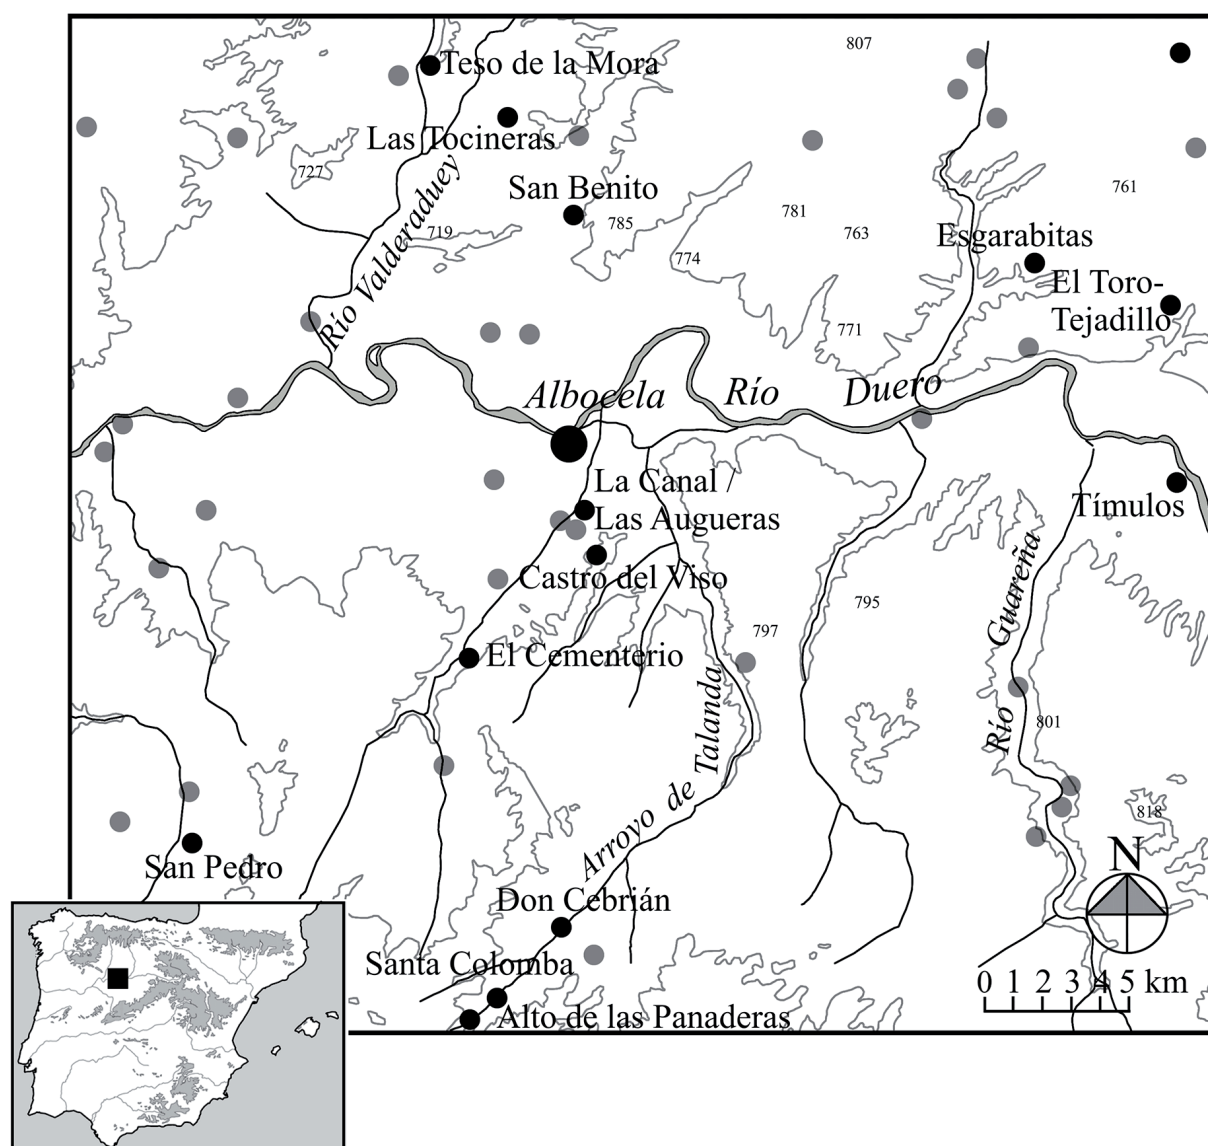 807
Teso de la Mora
Las Tocineras
727
San Benito
761
781
785
719
763
Esgarabitas
774
Río Valderaduey
El Toro-
Tejadillo
771
Albocela
Río Duero
La Canal /
Las Augueras
Tímulos
Castro del Viso
795
797
El Cementerio
Río Guareña
801
Arroyo de Talanda
818
San Pedro
N
Don Cebrián
Santa Colomba
0 1 2 3 4 5 km
Alto de las Panaderas